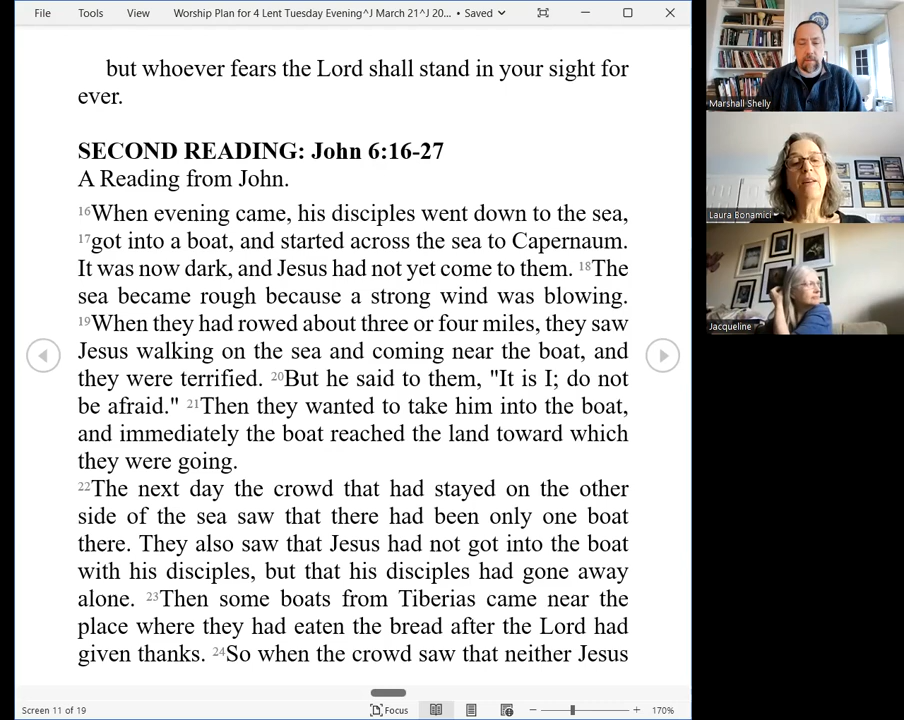 File Tools View Worship Plan for 4 Lent Tuesday Evening^J March 21^J 20... • Saved
but whoever fears the Lord shall stand in your sight for
ever.
SECOND READING: John 6:16-27
A Reading from John.
16When evening came, his disciples went down to the sea,
17got into a boat, and started across the sea to Capernaum.
It was now dark, and Jesus had not yet come to them. 18The
sea became rough because a strong wind was blowing.
19When they had rowed about three or four miles, they saw
Jesus walking on the sea and coming near the boat, and
they were terrified. 20But he said to them, "It is I; do not
be afraid." 21Then they wanted to take him into the boat,
and immediately the boat reached the land toward which
they were going.
22The next day the crowd that had stayed on the other
side of the sea saw that there had been only one boat
there. They also saw that Jesus had not got into the boat
with his disciples, but that his disciples had gone away
alone. 23Then some boats from Tiberias came near the
place where they had eaten the bread after the Lord had
given thanks. 24So when the crowd saw that neither Jesus
Screen 11 of 19 Focus 170%
Marshall Shelly
Laura Bonamici
Jacqueline